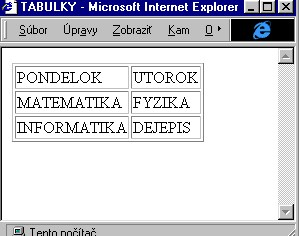 TABULKY - Microsoft Internet Explorer
Súbor Úpravy Zobraziť Kam O
PONDELOK UTOROK
MATEMATIKA FYZIKA
INFORMATIKA DEJEPIS
Tento počítač